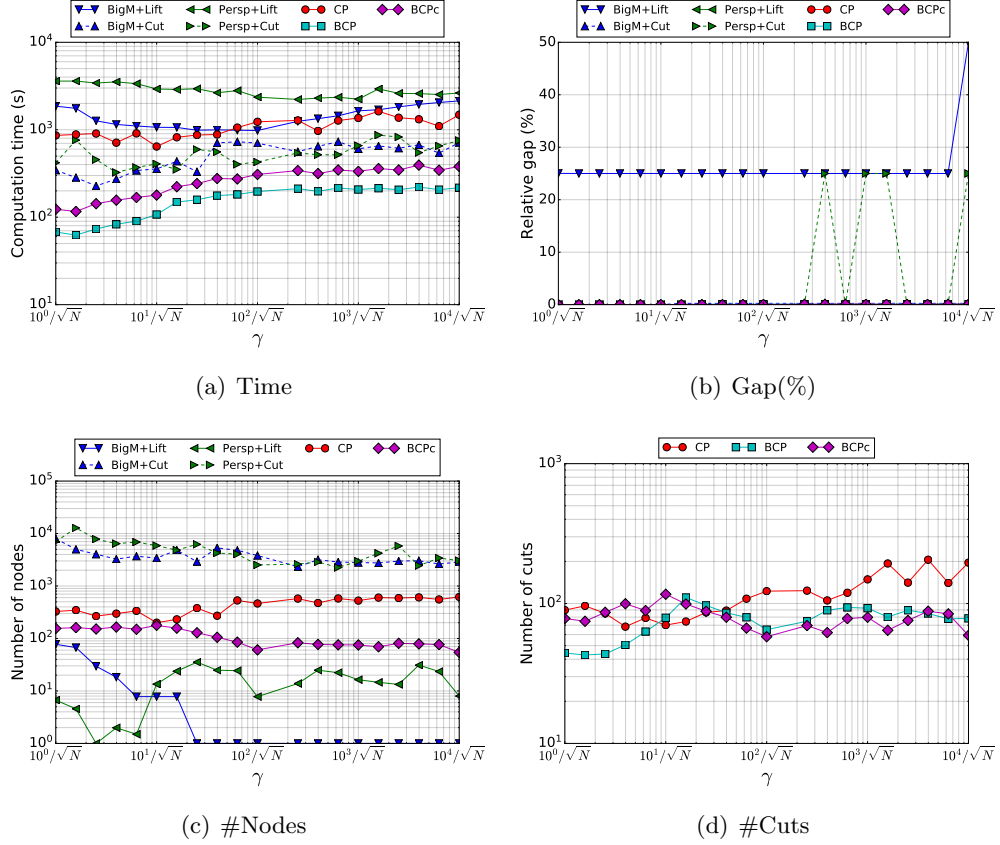 BigM+Lift Persp+Lift CP BCPc
BigM+Cut Persp+Cut BCP
Computation time (s)
10^4
10^3
10^2
10^1
10^0/√N 10^1/√N 10^2/√N 10^3/√N 10^4/√N
γ
(a) Time
BigM+Lift Persp+Lift CP BCPc
BigM+Cut Persp+Cut BCP
Relative gap (%)
50
40
30
20
10
0
10^0/√N 10^1/√N 10^2/√N 10^3/√N 10^4/√N
γ
(b) Gap(%)
BigM+Lift Persp+Lift CP BCPc
BigM+Cut Persp+Cut
Number of nodes
10^5
10^4
10^3
10^2
10^1
10^0
10^0/√N 10^1/√N 10^2/√N 10^3/√N 10^4/√N
γ
(c) #Nodes
CP BCP BCPc
Number of cuts
10^3
10^2
10^1
10^0/√N 10^1/√N 10^2/√N 10^3/√N 10^4/√N
γ
(d) #Cuts